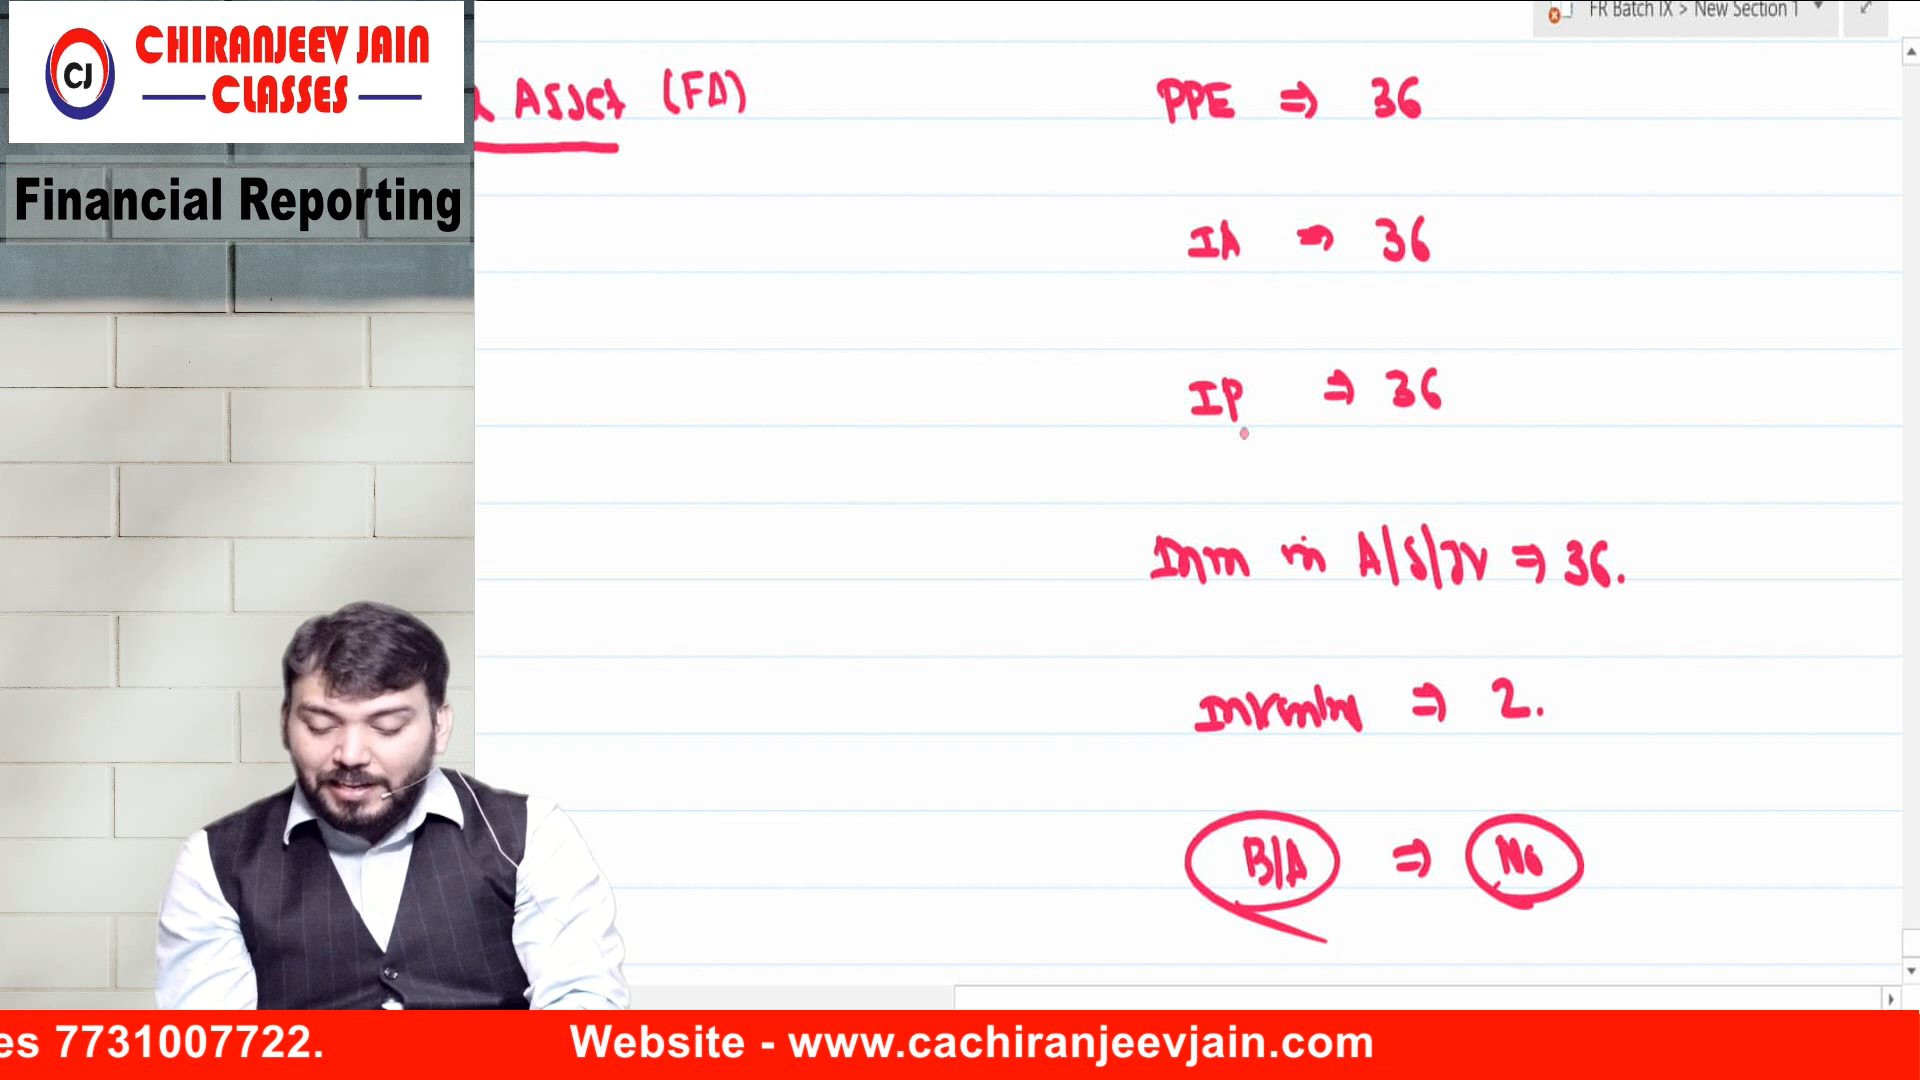 FR Batch IX > New Section 1
CHIRANJEEV JAIN
CJ
CLASSES
Financial Reporting
Asset (FA)
PPE ⇒ 36
IA ⇒ 36
IP ⇒ 36
in A/S/JV ⇒ 36.
⇒ 2.
B/A ⇒ No
es 7731007722.
Website - www.cachiranjeevjain.com